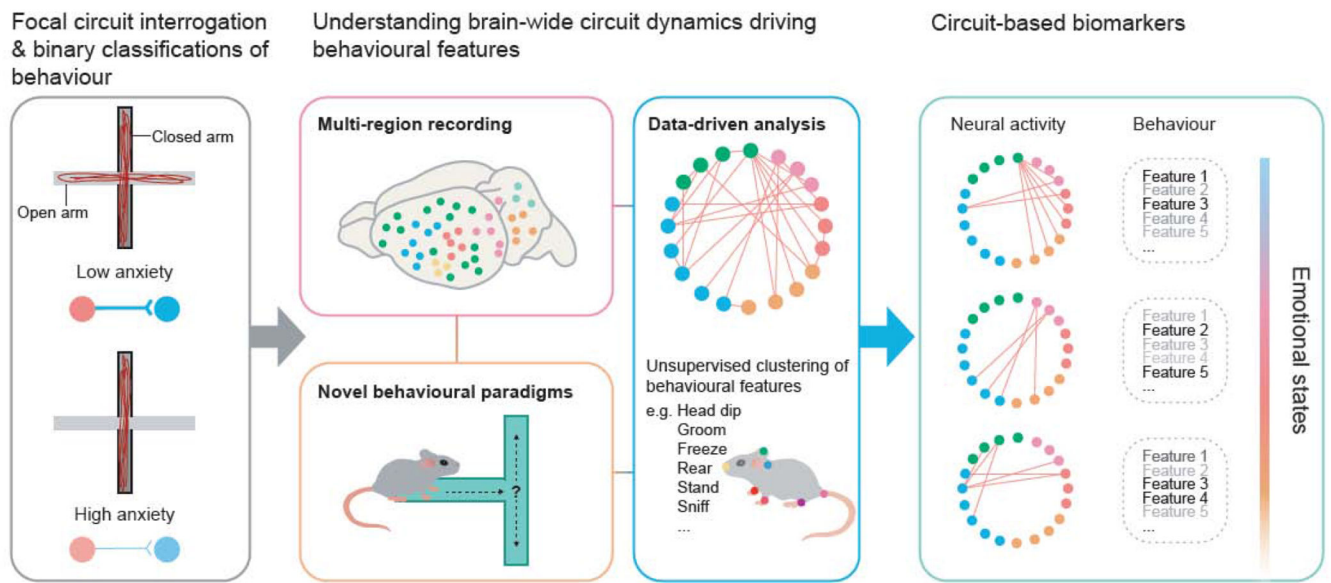 Focal circuit interrogation
& binary classifications of
behaviour
Closed arm
Open arm
Low anxiety
High anxiety
Understanding brain-wide circuit dynamics driving
behavioural features
Multi-region recording
Novel behavioural paradigms
?
Data-driven analysis
Unsupervised clustering of
behavioural features
e.g. Head dip
Groom
Freeze
Rear
Stand
Sniff
...
Circuit-based biomarkers
Neural activity
Behaviour
Feature 1
Feature 2
Feature 3
Feature 4
Feature 5
...
Feature 1
Feature 2
Feature 3
Feature 4
Feature 5
...
Feature 1
Feature 2
Feature 3
Feature 4
Feature 5
...
Emotional states